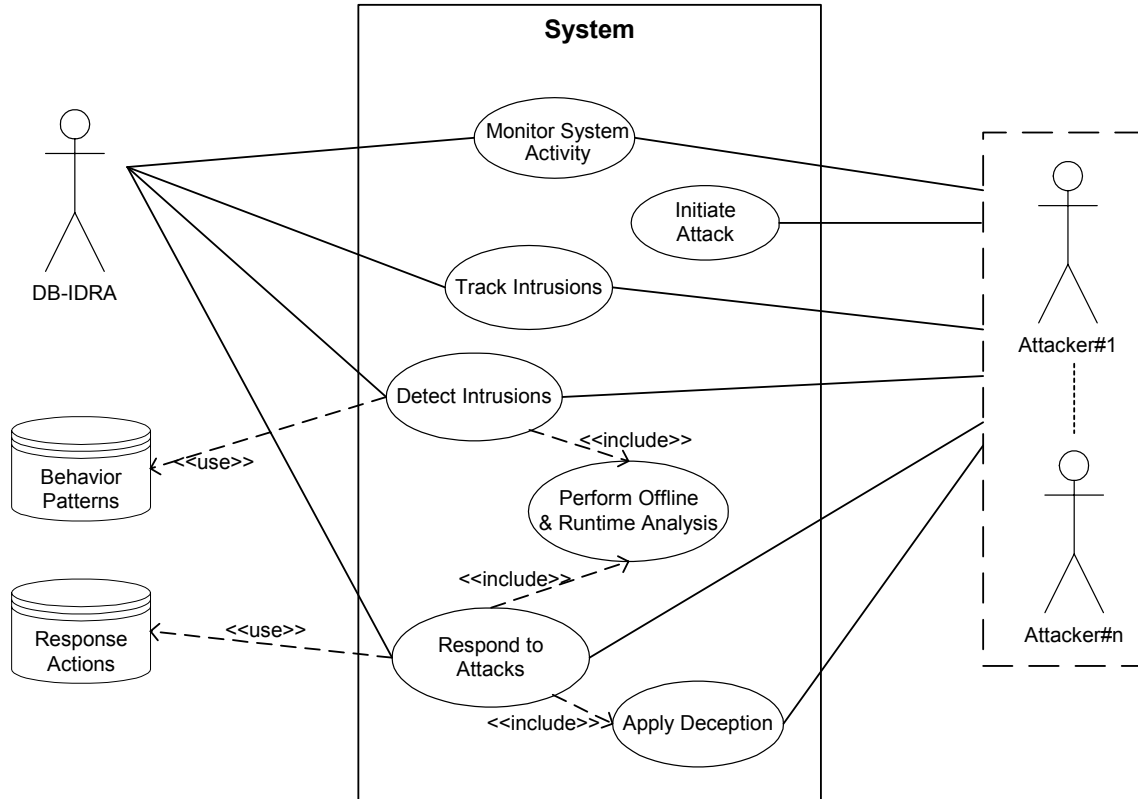 System
Monitor System
Activity
Initiate
Attack
DB-IDRA
Track Intrusions
Attacker#1
Detect Intrusions
<<include>>
<<use>>
Behavior
Patterns
Perform Offline
& Runtime Analysis
<<include>>
Response
Actions
<<use>>
Respond to
Attacks
Attacker#n
<<include>>
Apply Deception